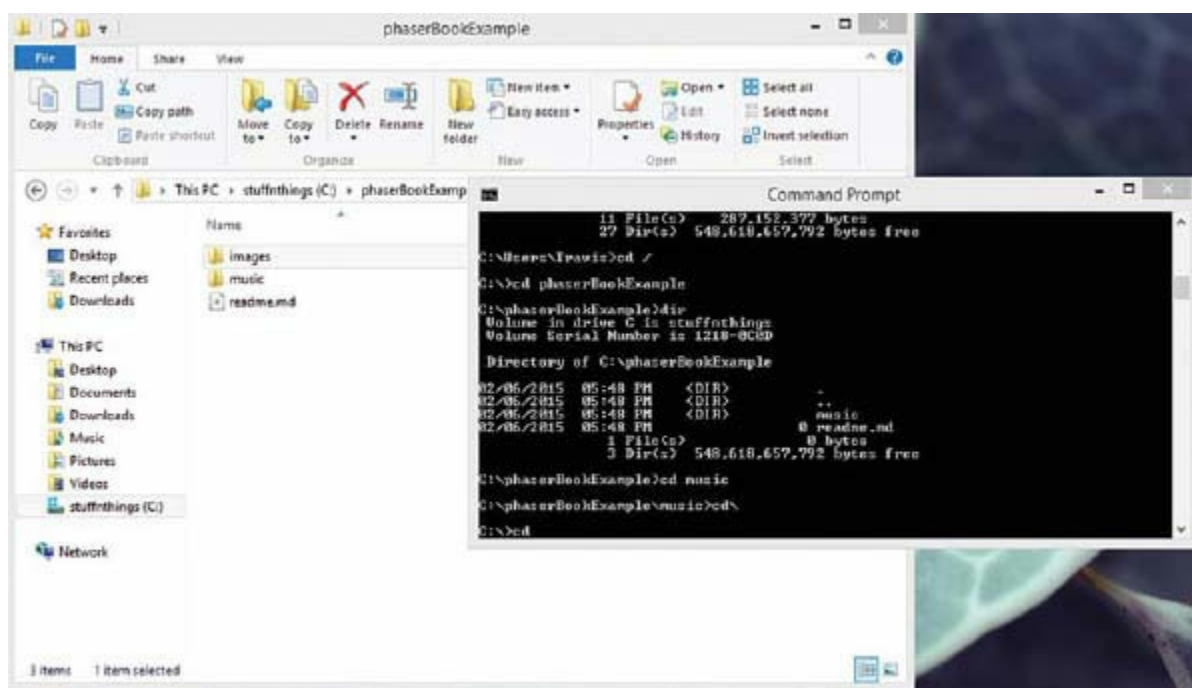 phaserBookExample
File Home Share View
Copy
Paste
Cut
Copy path
Paste shortcut
Clipboard
Move to
Copy to
Delete
Rename
Organize
New folder
New item
Easy access
New
Properties
Open
Edit
History
Open
Select all
Select none
Invert selection
Select
This PC stuffnthings (C:) phaserBookExamp
Favorites
Desktop
Recent places
Downloads
This PC
Desktop
Documents
Downloads
Music
Pictures
Videos
stuffnthings (C:)
Network
Name
images
music
readme.md
3 items 1 item selected
Command Prompt
11 File(s) 287,152,377 bytes
27 Dir(s) 548,618,657,792 bytes free
C:\Users\Travis>cd /
C:\>cd phaserBookExample
C:\phaserBookExample>dir
Volume in drive C is stuffnthings
Volume Serial Number is
Directory of C:\phaserBookExample
02/06/2015 05:48 PM <DIR> .
02/06/2015 05:48 PM <DIR> ..
02/06/2015 05:48 PM <DIR> music
02/06/2015 05:48 PM 0 readme.md
1 File(s) 0 bytes
3 Dir(s) 548,618,657,792 bytes free
C:\phaserBookExample>cd music
C:\phaserBookExample\music>cd\
C:\>cd